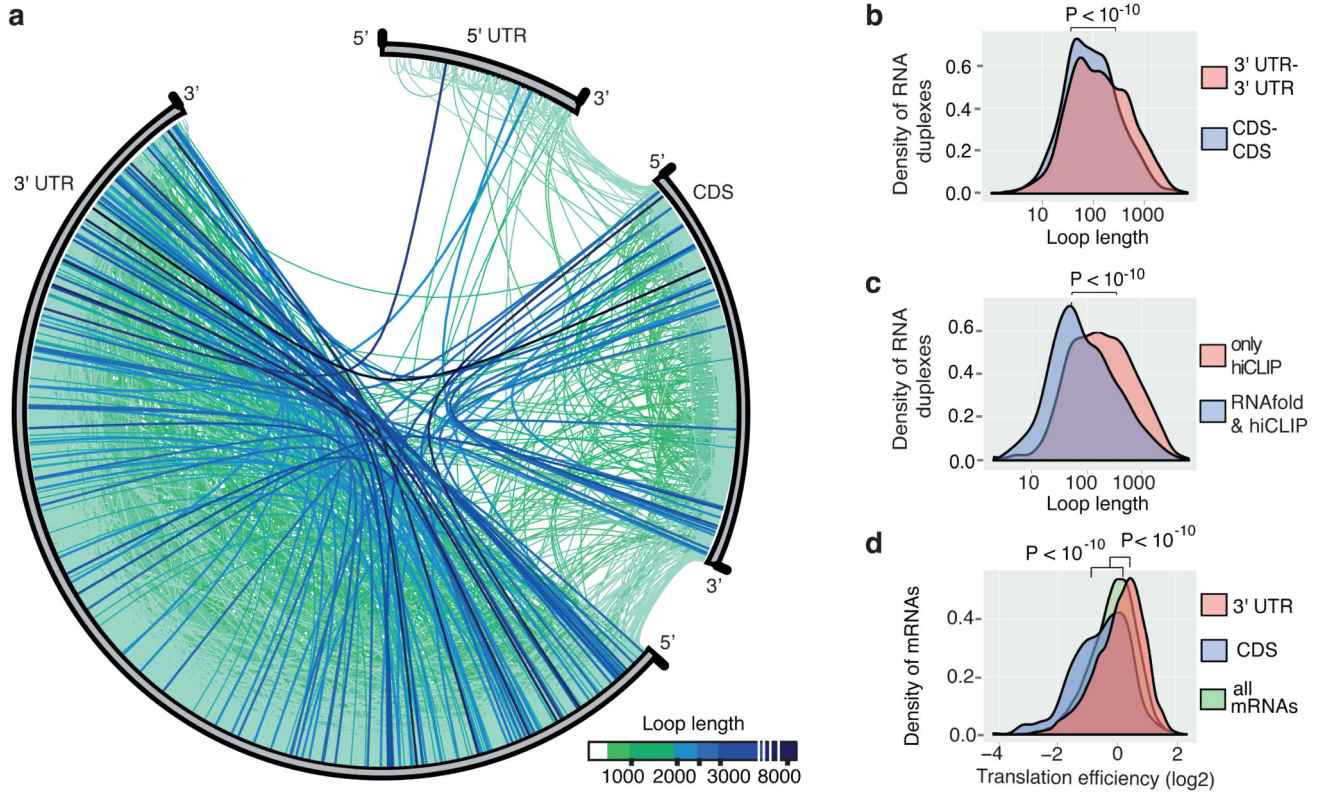 a
5'
5' UTR
3'
3'
3' UTR
5'
CDS
3'
5'
Loop length
1000 2000 3000 8000
b
P < 10-10
Density of RNA
duplexes
0.6
0.4
0.2
0.0
10 100 1000
Loop length
3' UTR-
3' UTR
CDS-
CDS
c
P < 10-10
Density of RNA
duplexes
0.6
0.4
0.2
0.0
10 100 1000
Loop length
only
hiCLIP
RNAfold
& hiCLIP
d
P < 10-10 P < 10-10
Density of mRNAs
0.4
0.2
0.0
−4 −2 0 2
Translation efficiency (log2)
3' UTR
CDS
all
mRNAs